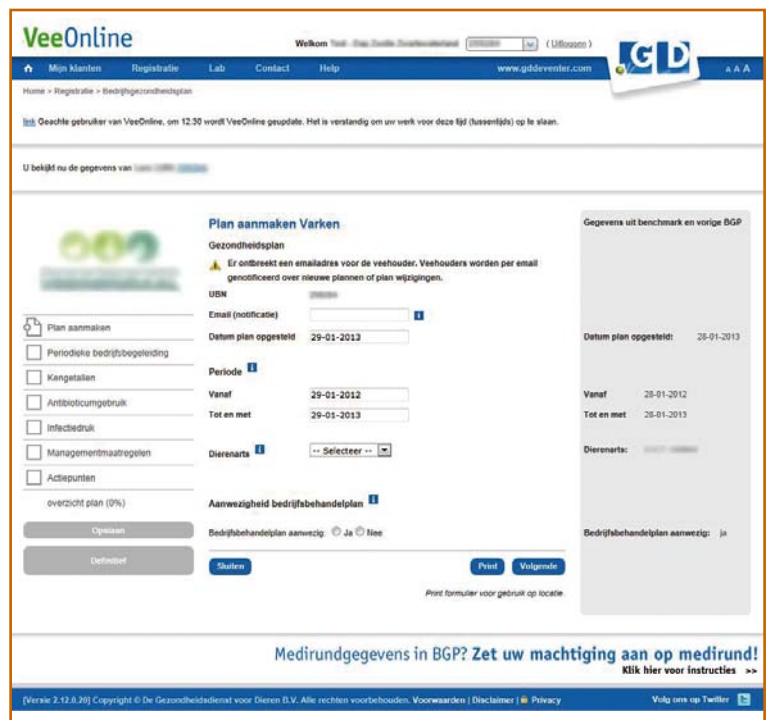 VeeOnline
Welkom
( Uitloggen )
GD
Mijn klanten Registratie Lab Contact Help www.gddeventer.com A A A
Home > Registratie > Bedrijfsgezondheidsplan
link Geachte gebruiker van VeeOnline, om 12:30 wordt VeeOnline geupdate. Het is verstandig om uw werk voor deze tijd (tussentijds) op te slaan.
U bekijkt nu de gegevens van
Plan aanmaken
Periodieke bedrijfsbegeleiding
Kengetallen
Antibioticumgebruik
Infectiedruk
Managementmaatregelen
Actiepunten
overzicht plan (0%)
Opslaan
Definitief
Plan aanmaken Varken
Gezondheidsplan
Er ontbreekt een emailadres voor de veehouder. Veehouders worden per email
genotificeerd over nieuwe plannen of plan wijzigingen.
UBN
Email (notificatie)
Datum plan opgesteld 29-01-2013
Periode
Vanaf 29-01-2012
Tot en met 29-01-2013
Dierenarts -- Selecteer --
Aanwezigheid bedrijfsbehandelplan
Bedrijfsbehandelplan aanwezig: Ja Nee
Sluiten Print Volgende
Print formulier voor gebruik op locatie.
Gegevens uit benchmark en vorige BGP
Datum plan opgesteld: 28-01-2013
Vanaf 28-01-2012
Tot en met 28-01-2013
Dierenarts:
Bedrijfsbehandelplan aanwezig: ja
Medirundgegevens in BGP? Zet uw machtiging aan op medirund!
Klik hier voor instructies >>
[Versie 2.12.0.20] Copyright © De Gezondheidsdienst voor Dieren B.V. Alle rechten voorbehouden. Voorwaarden | Disclaimer | Privacy Volg ons op Twitter